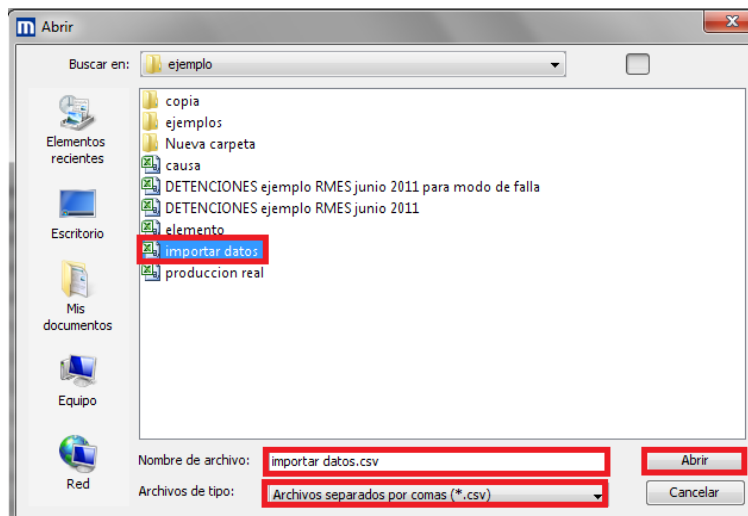 Abrir
Buscar en:
ejemplo
Elementos
recientes
Escritorio
Mis
documentos
Equipo
Red
copia
ejemplos
Nueva carpeta
causa
DETENCIONES ejemplo RMES junio 2011 para modo de falla
DETENCIONES ejemplo RMES junio 2011
elemento
importar datos
produccion real
Nombre de archivo:
importar datos.csv
Abrir
Archivos de tipo:
Archivos separados por comas (*.csv)
Cancelar